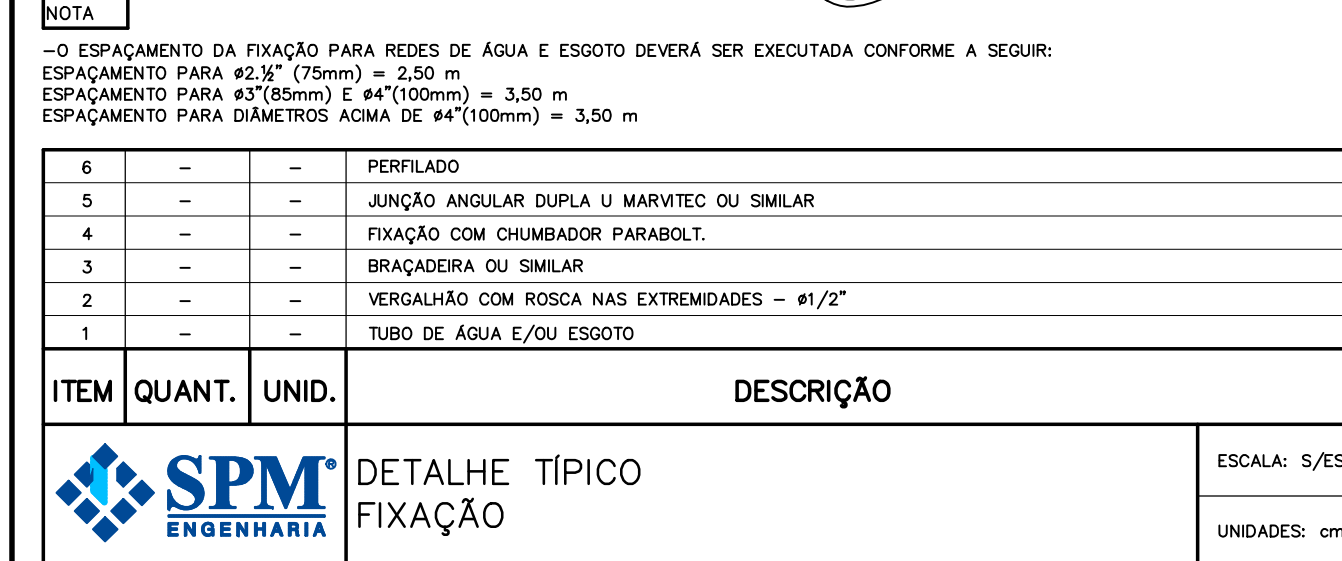 NOTA
-O ESPAÇAMENTO DA FIXAÇÃO PARA REDES DE ÁGUA E ESGOTO DEVERÁ SER EXECUTADA CONFORME A SEGUIR:
ESPAÇAMENTO PARA ø2.½" (75mm) = 2,50 m
ESPAÇAMENTO PARA ø3"(85mm) E ø4"(100mm) = 3,50 m
ESPAÇAMENTO PARA DIÂMETROS ACIMA DE ø4"(100mm) = 3,50 m
6 - - PERFILADO
5 - - JUNÇÃO ANGULAR DUPLA U MARVITEC OU SIMILAR
4 - - FIXAÇÃO COM CHUMBADOR PARABOLT.
3 - - BRAÇADEIRA OU SIMILAR
2 - - VERGALHÃO COM ROSCA NAS EXTREMIDADES - ø1/2"
1 - - TUBO DE ÁGUA E/OU ESGOTO
ITEM QUANT. UNID. DESCRIÇÃO
SPM®
ENGENHARIA
DETALHE TÍPICO
FIXAÇÃO
ESCALA: S/ES
UNIDADES: cm